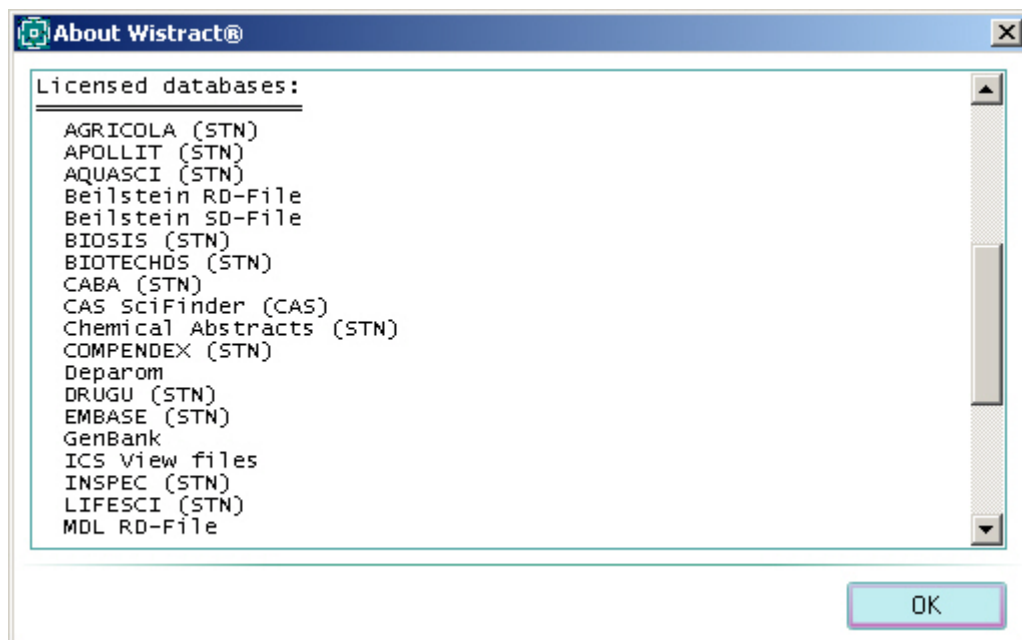 About Wistract®
Licensed databases:
AGRICOLA (STN)
APOLLIT (STN)
AQUASCI (STN)
Beilstein RD-File
Beilstein SD-File
BIOSIS (STN)
BIOTECHDS (STN)
CABA (STN)
CAS SciFinder (CAS)
Chemical Abstracts (STN)
COMPENDEX (STN)
Deparom
DRUGU (STN)
EMBASE (STN)
GenBank
ICS View files
INSPEC (STN)
LIFESCI (STN)
MDL RD-File
OK